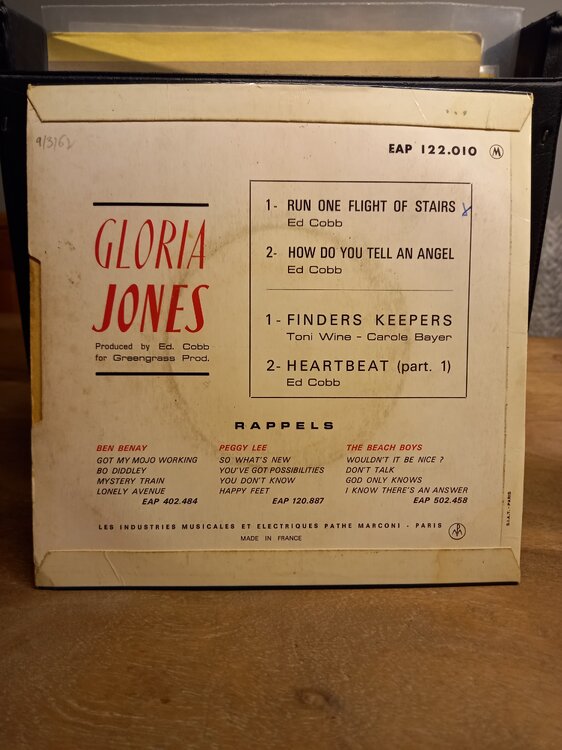 9/3/62
EAP 122.010 M
GLORIA
JONES
Produced by Ed. Cobb
for Greengrass Prod.
1- RUN ONE FLIGHT OF STAIRS
Ed Cobb
2- HOW DO YOU TELL AN ANGEL
Ed Cobb
1- FINDERS KEEPERS
Toni Wine - Carole Bayer
2- HEARTBEAT (part. 1)
Ed Cobb
RAPPELS
BEN BENAY
GOT MY MOJO WORKING
BO DIDDLEY
MYSTERY TRAIN
LONELY AVENUE
EAP 402.484
PEGGY LEE
SO WHAT'S NEW
YOU'VE GOT POSSIBILITIES
YOU DON'T KNOW
HAPPY FEET
EAP 120.887
THE BEACH BOYS
WOULDN'T IT BE NICE ?
DON'T TALK
GOD ONLY KNOWS
I KNOW THERE'S AN ANSWER
EAP 502.458
LES INDUSTRIES MUSICALES ET ELECTRIQUES PATHE MARCONI - PARIS
MADE IN FRANCE